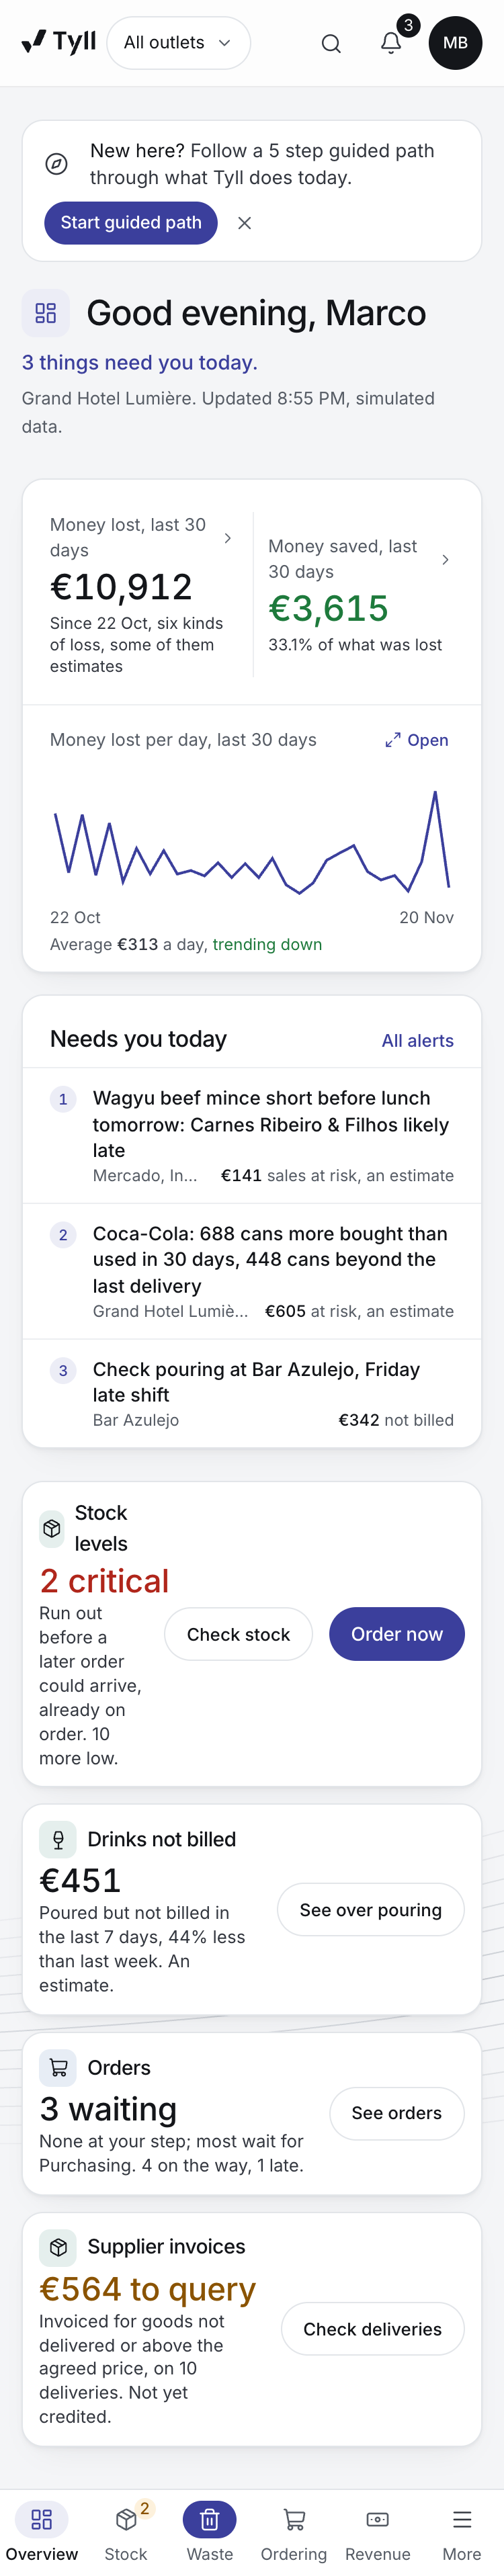 Tyll
All outlets
3
MB
New here? Follow a 5 step guided path
through what Tyll does today.
Start guided path
Good evening, Marco
3 things need you today.
Grand Hotel Lumière. Updated 8:55 PM, simulated
data.
Money lost, last 30
days
€10,912
Since 22 Oct, six kinds
of loss, some of them
estimates
Money saved, last
30 days
€3,615
33.1% of what was lost
Money lost per day, last 30 days
Open
22 Oct
20 Nov
Average €313 a day, trending down
Needs you today
All alerts
1
Wagyu beef mince short before lunch
tomorrow: Carnes Ribeiro & Filhos likely
late
Mercado, In... €141 sales at risk, an estimate
2
Coca-Cola: 688 cans more bought than
used in 30 days, 448 cans beyond the
last delivery
Grand Hotel Lumiè... €605 at risk, an estimate
3
Check pouring at Bar Azulejo, Friday
late shift
Bar Azulejo €342 not billed
Stock
levels
2 critical
Run out
before a
later order
could arrive,
already on
order. 10
more low.
Check stock
Order now
Drinks not billed
€451
Poured but not billed in
the last 7 days, 44% less
than last week. An
estimate.
See over pouring
Orders
3 waiting
None at your step; most wait for
Purchasing. 4 on the way, 1 late.
See orders
Supplier invoices
€564 to query
Invoiced for goods not
delivered or above the
agreed price, on 10
deliveries. Not yet
credited.
Check deliveries
2
Overview Stock Waste Ordering Revenue More